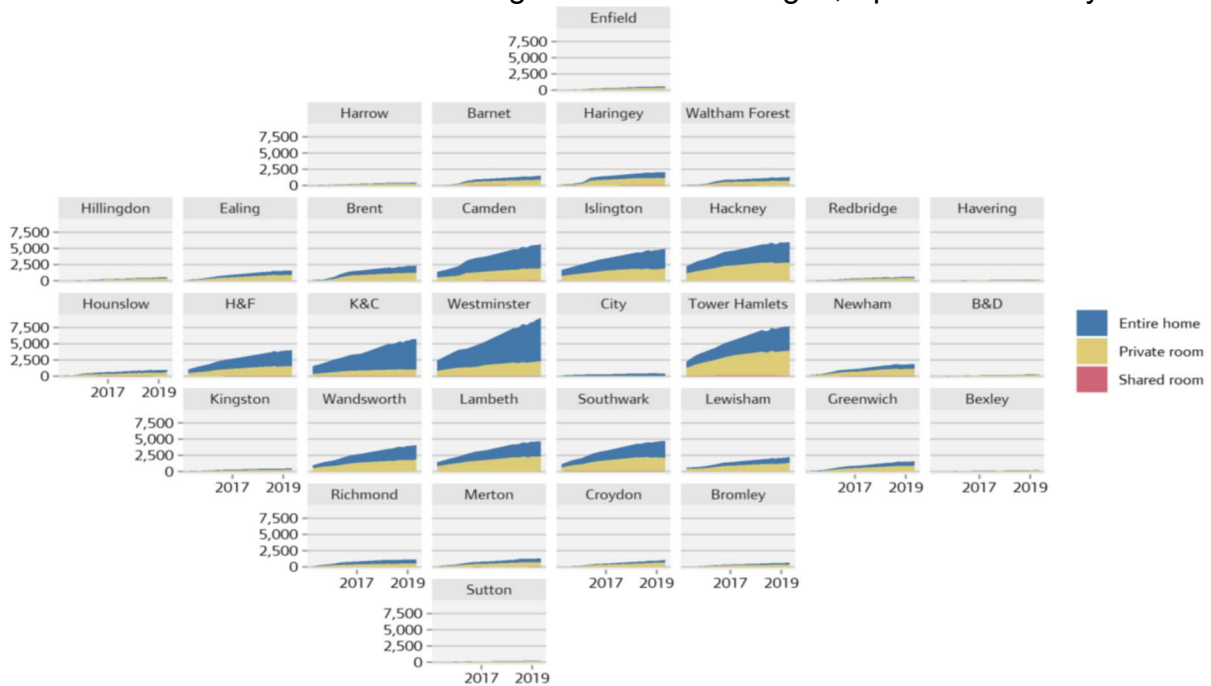 Enfield
7,500
5,000
2,500
0
Harrow Barnet Haringey Waltham Forest
7,500
5,000
2,500
0
Hillingdon Ealing Brent Camden Islington Hackney Redbridge Havering
7,500
5,000
2,500
0
Hounslow H&F K&C Westminster City Tower Hamlets Newham B&D
7,500
5,000
2,500
0
2017 2019
Entire home
Private room
Shared room
Kingston Wandsworth Lambeth Southwark Lewisham Greenwich Bexley
7,500
5,000
2,500
0
2017 2019 2017 2019 2017 2019
Richmond Merton Croydon Bromley
7,500
5,000
2,500
0
2017 2019 2017 2019 2017 2019
Sutton
7,500
5,000
2,500
0
2017 2019